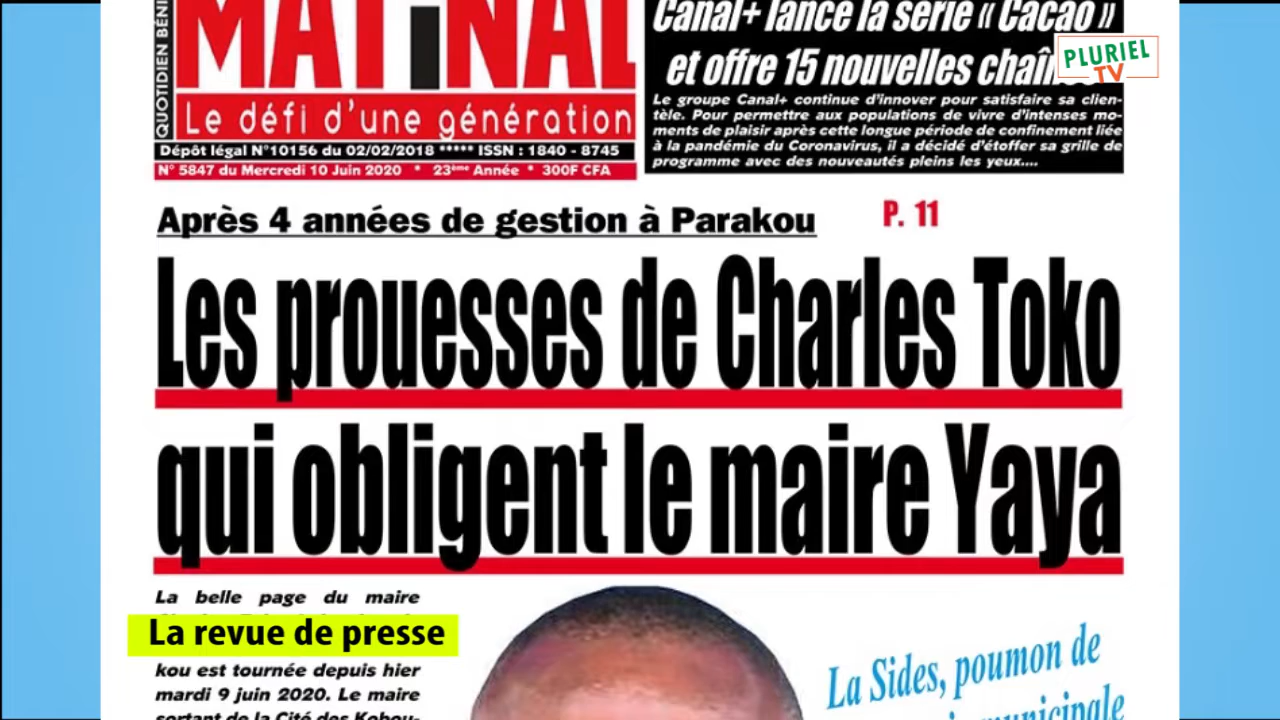 QUOTIDIEN
MATINAL
Le défi d'une génération
Dépôt légal N°10156 du 02/02/2018 ***** ISSN : 1840 - 8745
N° 5847 du Mercredi 10 Juin 2020 * 23ème Année * 300F CFA
Canal+ lance la série « Cacao »
et offre 15 nouvelles
PLURIEL
TV
Le groupe Canal+ continue d'innover pour satisfaire sa clien-
tèle. Pour permettre aux populations de vivre d'intenses mo-
ments de plaisir après cette longue période de confinement liée
à la pandémie du Coronavirus, il a décidé d'étoffer sa grille de
programme avec des nouveautés pleins les yeux....
Après 4 années de gestion à Parakou
P. 11
Les prouesses de Charles Toko
qui obligent le maire Yaya
La belle page du maire
La revue de presse
kou est tournée depuis hier
mardi 9 juin 2020. Le maire
sortant de la Cité des Kobou-
La Sides, poumon de
municipale